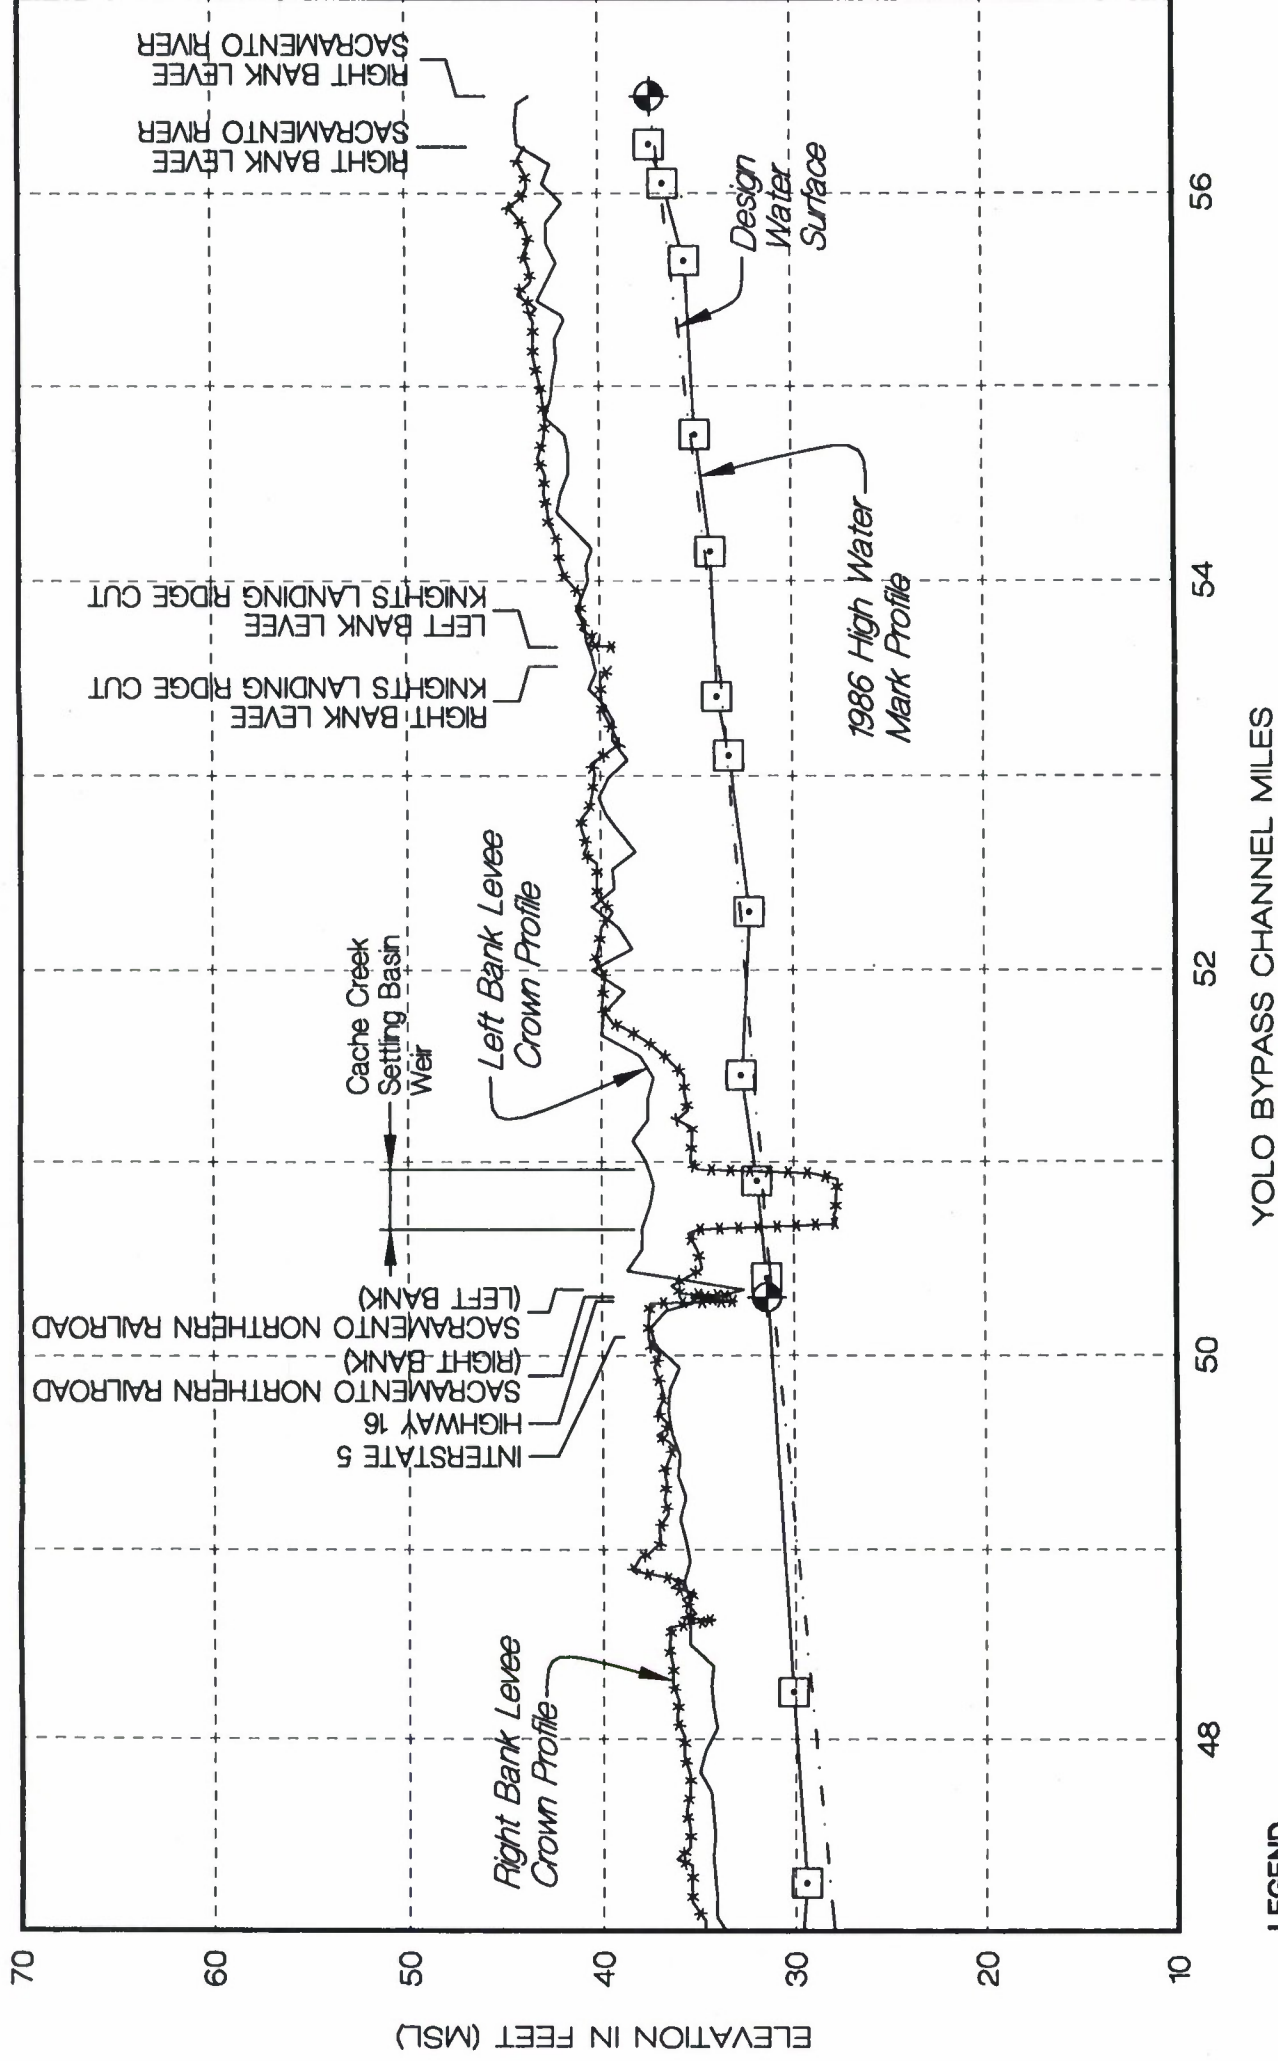 RIGHT BANK LEVEE
SACRAMENTO RIVER
RIGHT BANK LEVEE
SACRAMENTO RIVER
LEFT BANK LEVEE
KNIGHTS LANDING RIDGE CUT
RIGHT BANK LEVEE
KNIGHTS LANDING RIDGE CUT
SACRAMENTO NORTHERN RAILROAD
(LEFT BANK)
SACRAMENTO NORTHERN RAILROAD
(RIGHT BANK)
HIGHWAY 16
INTERSTATE 5
Cache Creek
Settling Basin
Weir
Left Bank Levee
Crown Profile
Right Bank Levee
Crown Profile
Design
Water
Surface
1986 High Water
Mark Profile
ELEVATION IN FEET (MSL)
70
60
50
40
30
20
10
48
50
52
54
56
YOLO BYPASS CHANNEL MILES
LEGEND